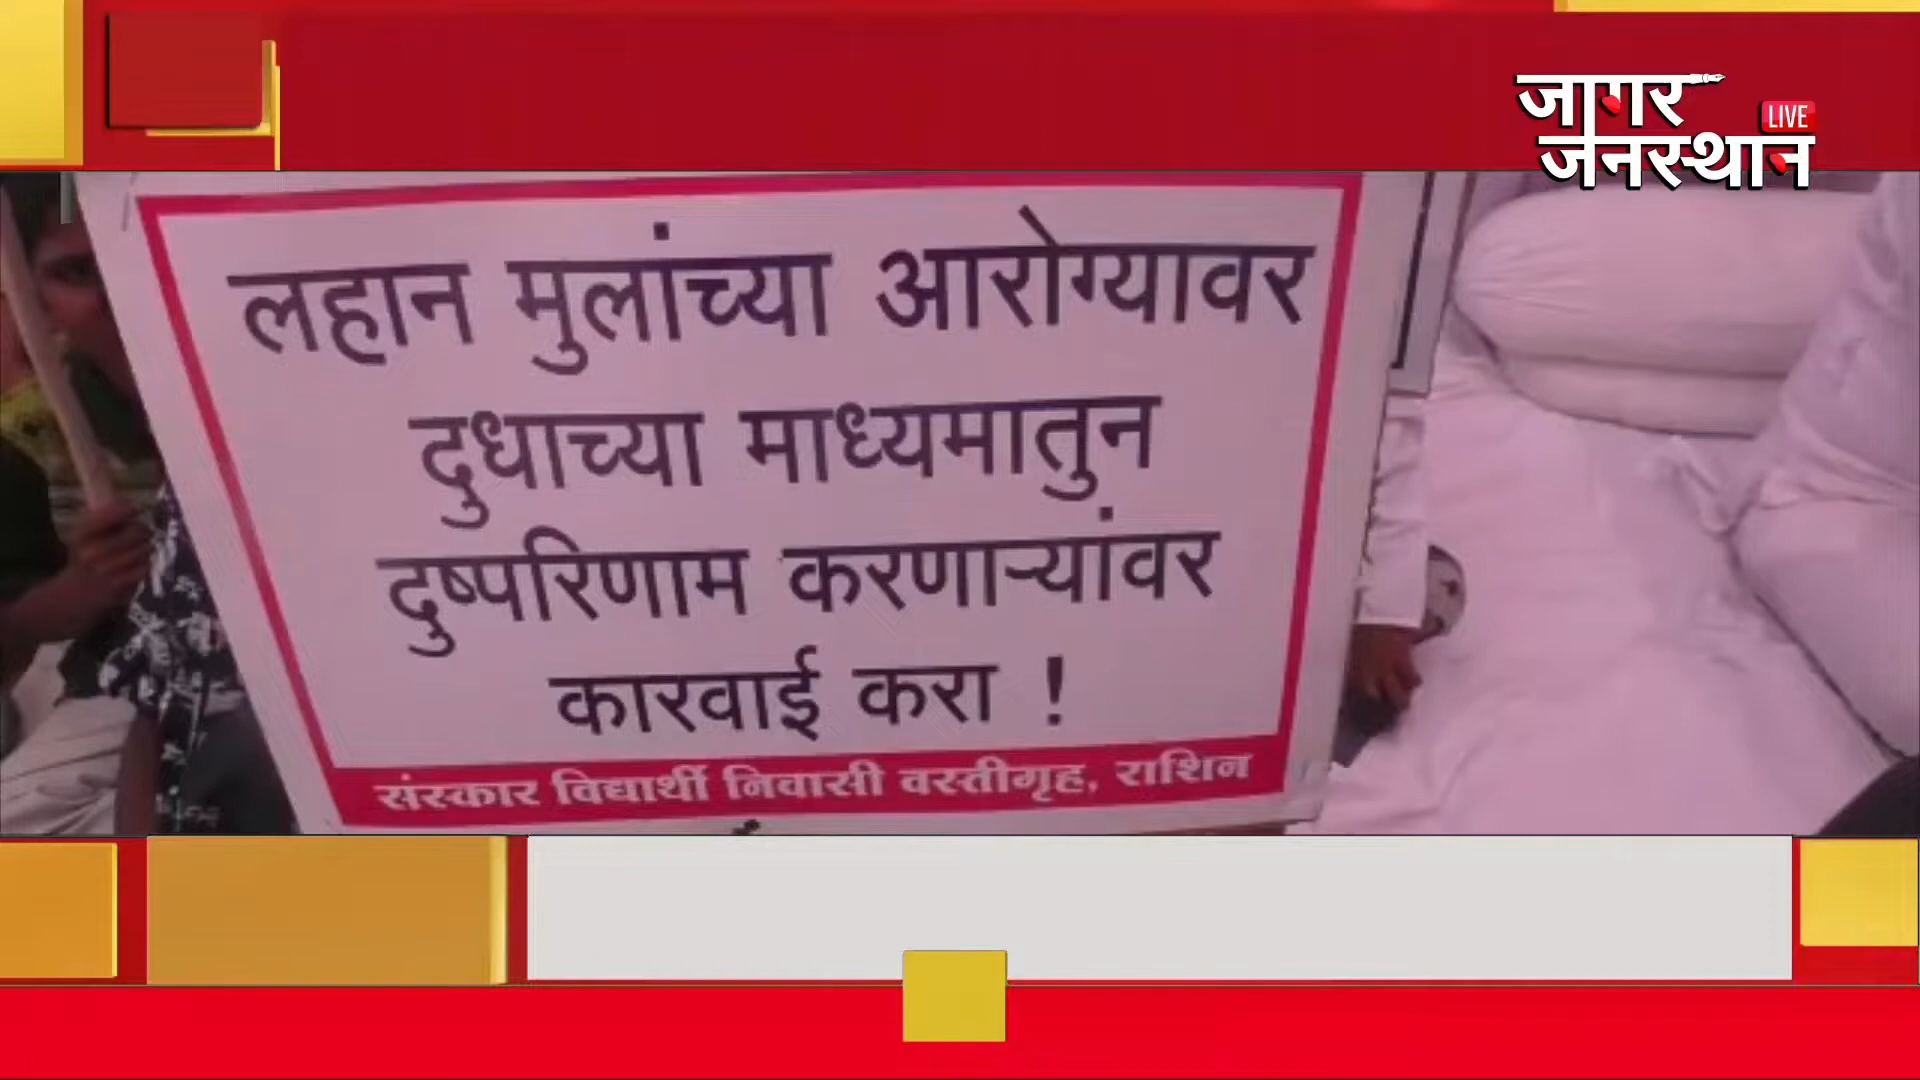 जागर
LIVE
जनस्थान
लहान मुलांच्या आरोग्यावर
दुधाच्या माध्यमातुन
दुष्परिणाम करणाऱ्यांवर
कारवाई करा !
संस्कार विद्यार्थी निवासी वस्तीगृह, राशिन